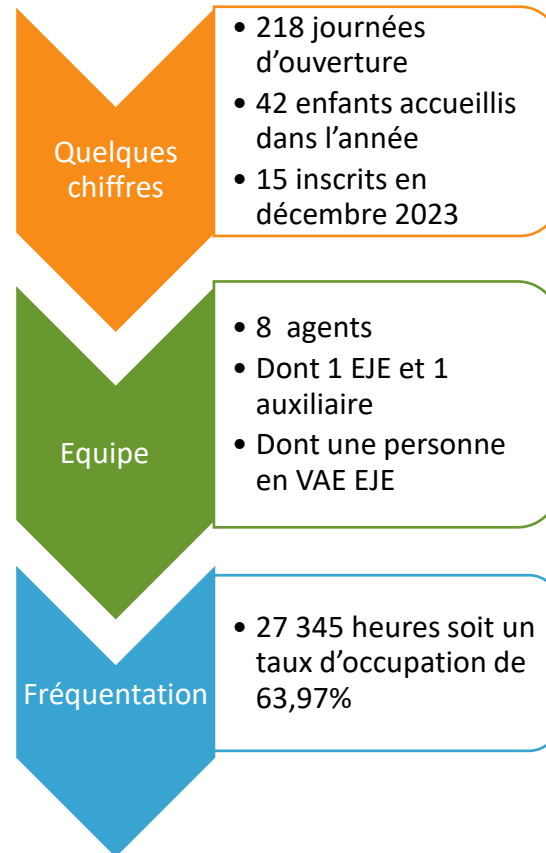 Quelques
chiffres
• 218 journées
d’ouverture
• 42 enfants accueillis
dans l’année
• 15 inscrits en
décembre 2023
Equipe
• 8 agents
• Dont 1 EJE et 1
auxiliaire
• Dont une personne
en VAE EJE
Fréquentation
• 27 345 heures soit un
taux d’occupation de
63,97%